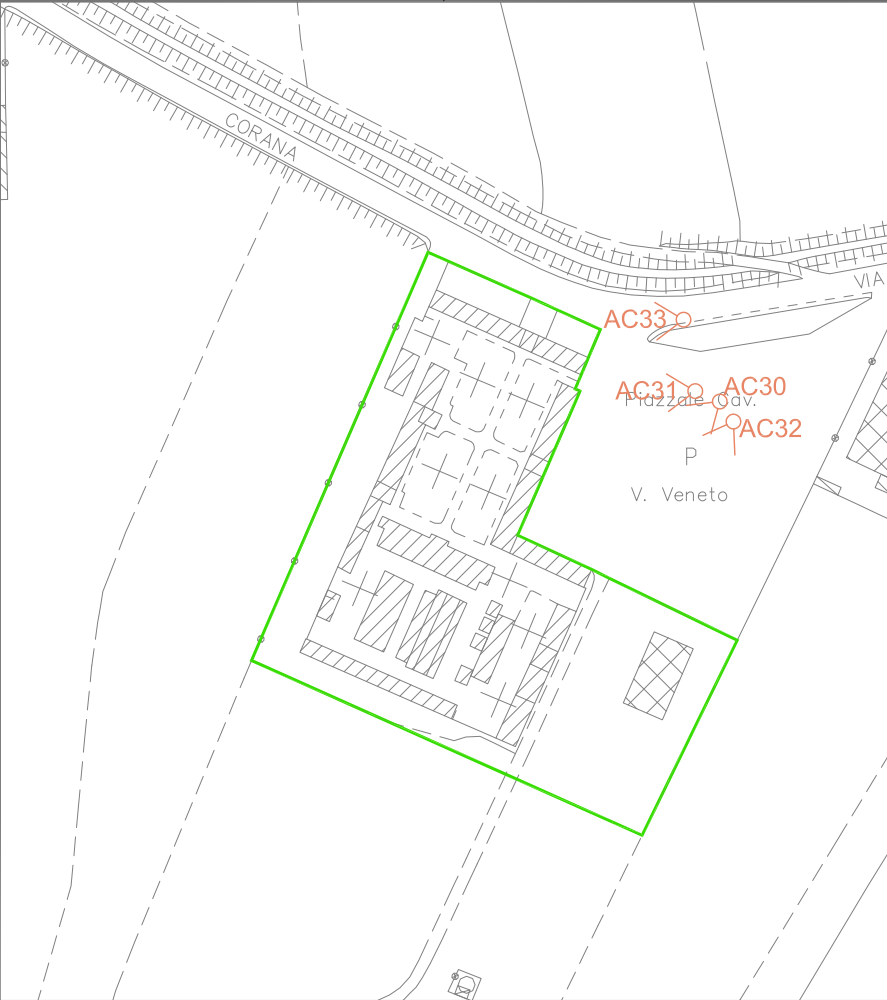 CORANA
VIA
AC33
AC30
AC31
Piazzale Cav.
AC32
P
V. Veneto